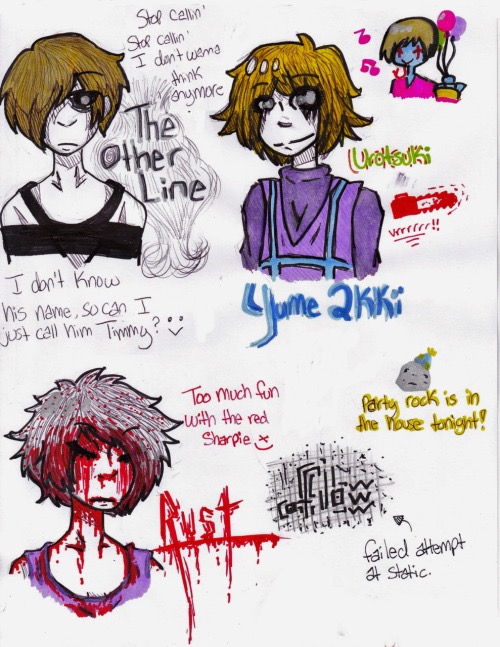 Stop Callin'
Stop callin'
I don't wanna
think
anymore
The
Other
Line
Urotsuki
vrrrrrr!!
I don't know
his name, so can I
just call him Timmy?
Yume 2kki
Too much fun
with the red
Sharpie
Party rock is in
the house tonight!
Rust
failed attempt
at static.